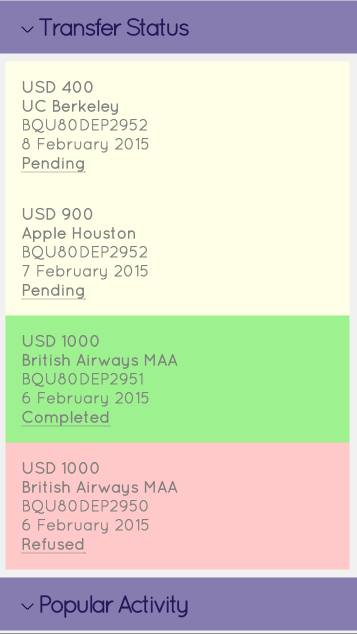 Transfer Status
USD 400
UC Berkeley
BQU80DEP2952
8 February 2015
Pending
USD 900
Apple Houston
BQU80DEP2952
7 February 2015
Pending
USD 1000
British Airways MAA
BQU80DEP2951
6 February 2015
Completed
USD 1000
British Airways MAA
BQU80DEP2950
6 February 2015
Refused
Popular Activity